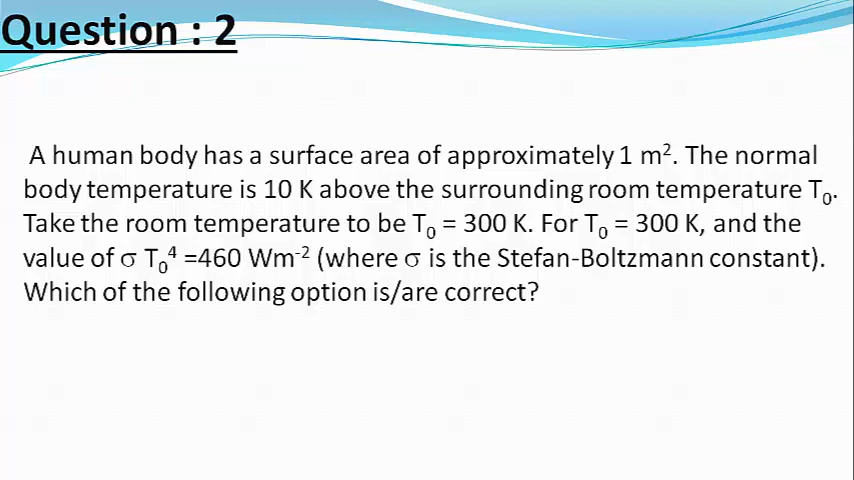 Question : 2
A human body has a surface area of approximately 1 m². The normal
body temperature is 10 K above the surrounding room temperature T₀.
Take the room temperature to be T₀ = 300 K. For T₀ = 300 K, and the
value of σ T₀⁴ =460 Wm⁻² (where σ is the Stefan-Boltzmann constant).
Which of the following option is/are correct?